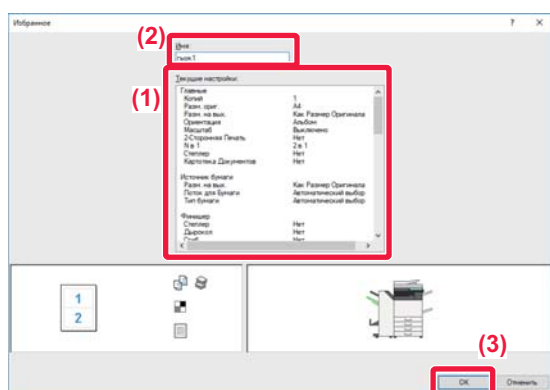 Избранное ? ×
(2)
Имя:
(1)
Текущие настройки:
Главные
Копий 1
Разм. ориг. A4
Разм. на вых. Как Размер Оригинала
Ориентация Альбом
Масштаб Выключено
2-Сторонняя Печать Нет
N в 1 2 в 1
Степлер Нет
Картотека Документов Нет
Источник бумаги
Разм. на вых. Как Размер Оригинала
Лоток для Бумаги Автоматический выбор
Тип бумаги Автоматический выбор
Финишер
Степлер Нет
Дырокол Нет
Сгиб Нет
1
2
(3)
OK Отменить